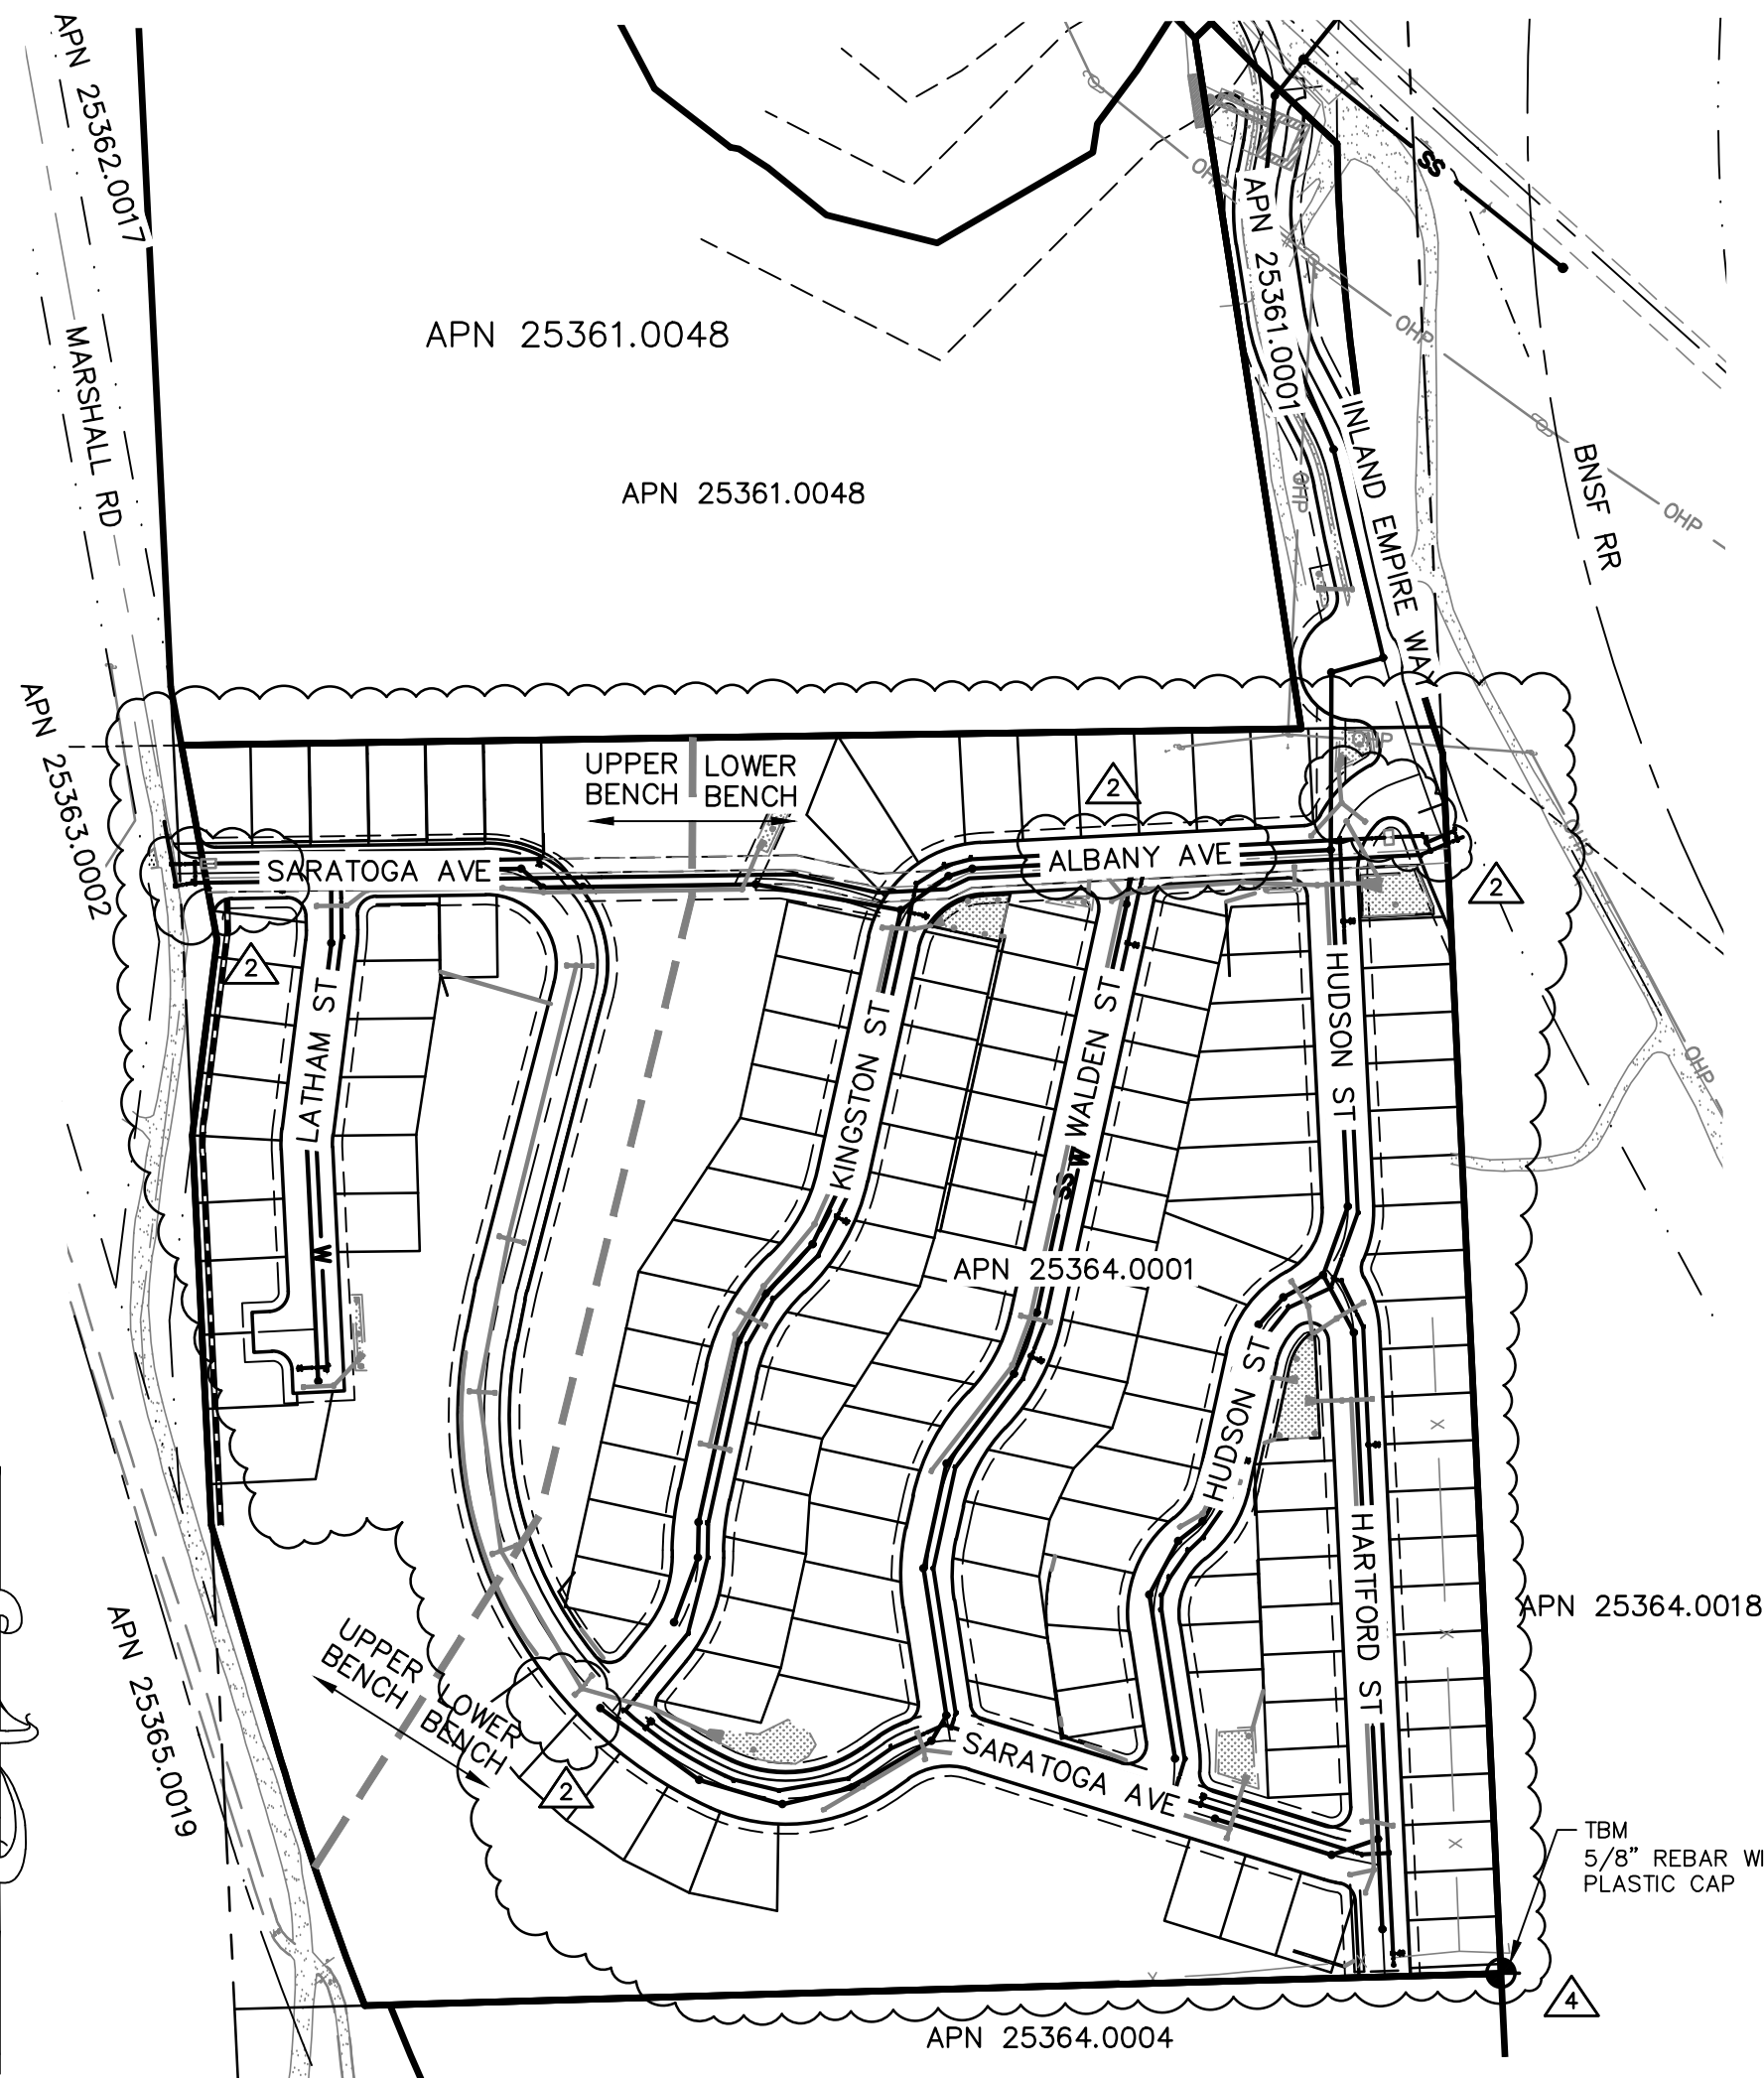 APN 25362.0017
MARSHALL RD
APN 25361.0048
APN 25361.0048
APN 25361.0001
SS
OHP
OHP
OHP
OHP
INLAND EMPIRE WAY
BNSF RR
APN 25363.0002
UPPER
BENCH
LOWER
BENCH
2
OHP
OHP
SARATOGA AVE
ALBANY AVE
2
2
LATHAM ST
KINGSTON ST
WALDEN ST
HUDSON ST
OHP
SS
W
W
APN 25364.0001
HUDSON ST
HARTFORD ST
X
X
X
X
X
APN 25364.0018
APN 25365.0019
UPPER
BENCH
LOWER
BENCH
2
SARATOGA AVE
TBM
5/8" REBAR WI
PLASTIC CAP
4
APN 25364.0004